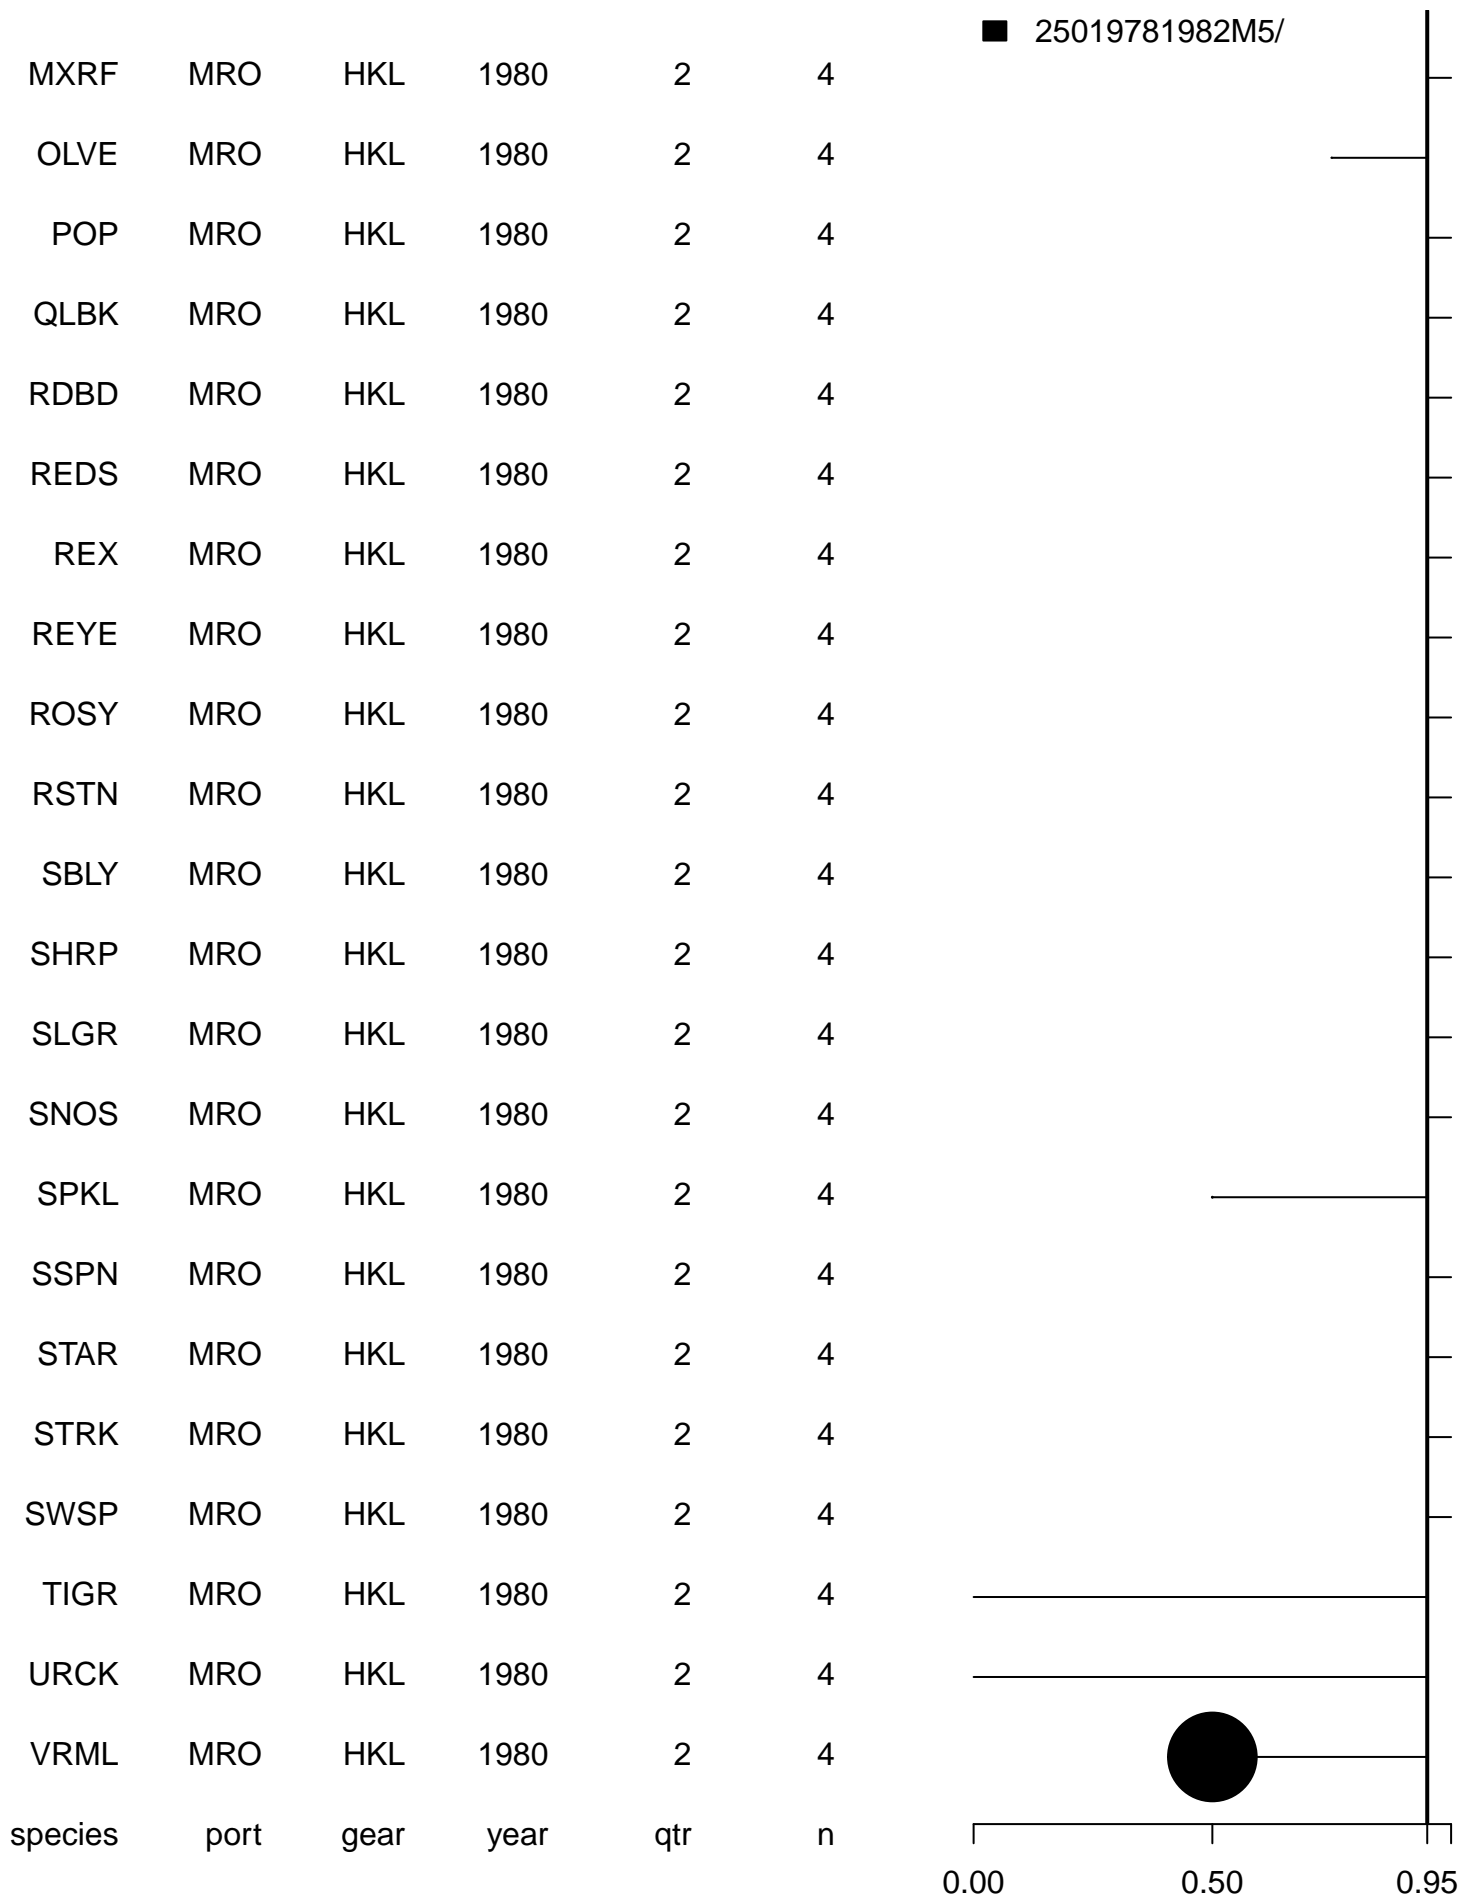 25019781982M5/
MXRF MRO HKL 1980 2 4
OLVE MRO HKL 1980 2 4
POP MRO HKL 1980 2 4
QLBK MRO HKL 1980 2 4
RDBD MRO HKL 1980 2 4
REDS MRO HKL 1980 2 4
REX MRO HKL 1980 2 4
REYE MRO HKL 1980 2 4
ROSY MRO HKL 1980 2 4
RSTN MRO HKL 1980 2 4
SBLY MRO HKL 1980 2 4
SHRP MRO HKL 1980 2 4
SLGR MRO HKL 1980 2 4
SNOS MRO HKL 1980 2 4
SPKL MRO HKL 1980 2 4
SSPN MRO HKL 1980 2 4
STAR MRO HKL 1980 2 4
STRK MRO HKL 1980 2 4
SWSP MRO HKL 1980 2 4
TIGR MRO HKL 1980 2 4
URCK MRO HKL 1980 2 4
VRML MRO HKL 1980 2 4
species port gear year qtr n
0.00 0.50 0.95